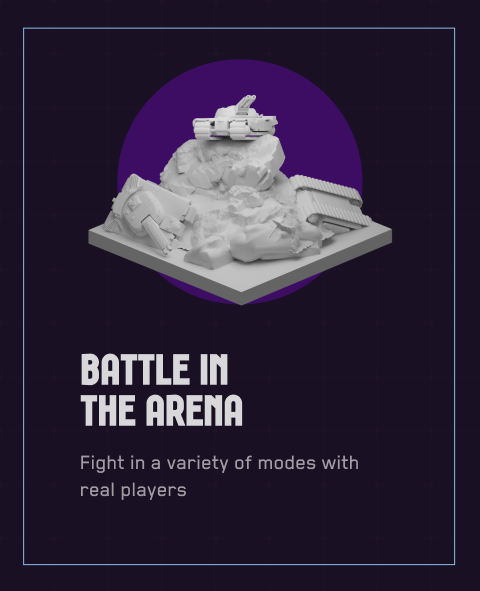 BATTLE IN
THE ARENA
Fight in a variety of modes with
real players